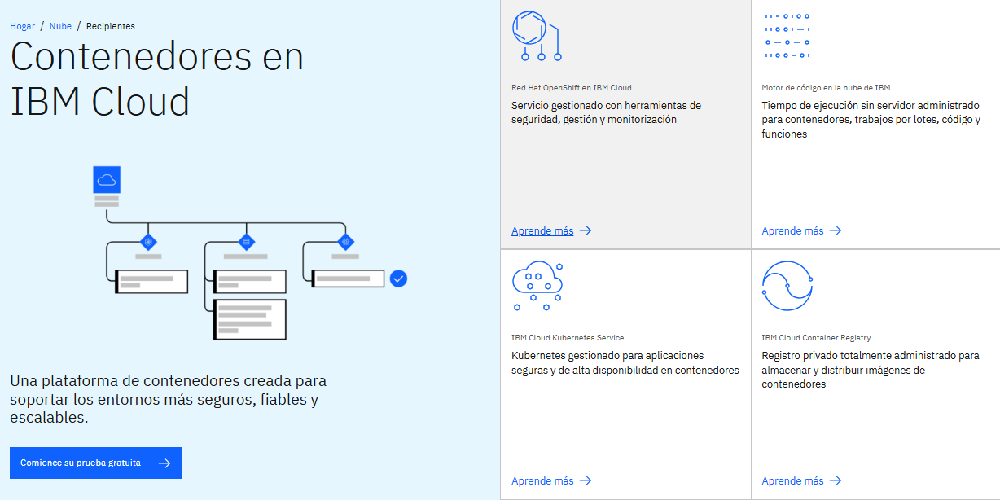 Hogar / Nube / Recipientes
Contenedores en
IBM Cloud
Una plataforma de contenedores creada para
soportar los entornos más seguros, fiables y
escalables.
Comience su prueba gratuita
Red Hat OpenShift en IBM Cloud
Servicio gestionado con herramientas de
seguridad, gestión y monitorización
Aprende más
Motor de código en la nube de IBM
Tiempo de ejecución sin servidor administrado
para contenedores, trabajos por lotes, código y
funciones
Aprende más
IBM Cloud Kubernetes Service
Kubernetes gestionado para aplicaciones
seguras y de alta disponibilidad en contenedores
Aprende más
IBM Cloud Container Registry
Registro privado totalmente administrado para
almacenar y distribuir imágenes de
contenedores
Aprende más